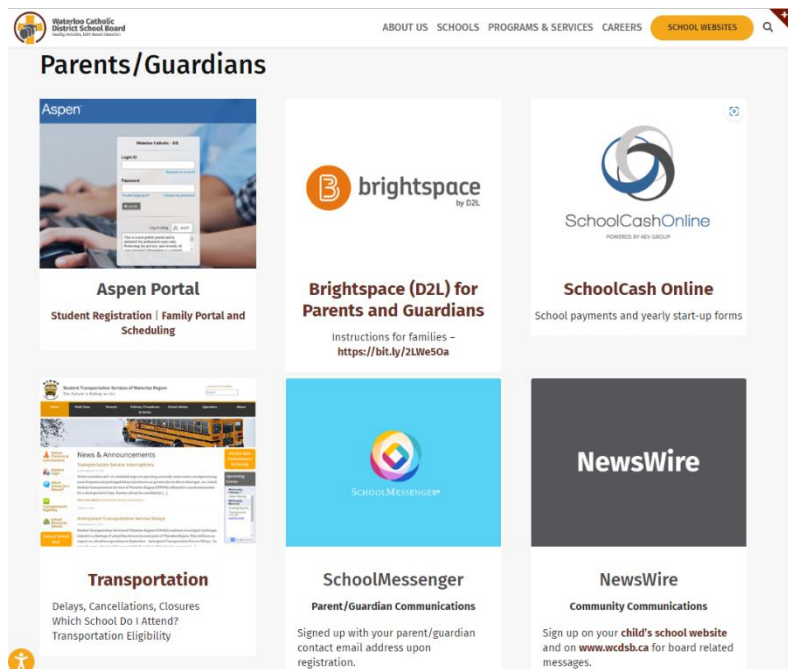 Waterloo Catholic
District School Board
ABOUT US SCHOOLS PROGRAMS & SERVICES CAREERS SCHOOL WEBSITES
Parents/Guardians
Aspen
Waterloo Catholic - SIS
Login ID
Password
Aspen Portal
Student Registration | Family Portal and
Scheduling
brightspace
by D2L
Brightspace (D2L) for
Parents and Guardians
Instructions for families –
https://bit.ly/2LWe5Oa
SchoolCashOnline
POWERED BY KEV GROUP
SchoolCash Online
School payments and yearly start-up forms
Student Transportation Services of Waterloo Region
News & Announcements
Transportation Service Interruptions
Anticipated Transportation Service Delays
Transportation
Delays, Cancellations, Closures
Which School Do I Attend?
Transportation Eligibility
SCHOOLMESSENGER
SchoolMessenger
Parent/Guardian Communications
Signed up with your parent/guardian
contact email address upon
registration.
NewsWire
NewsWire
Community Communications
Sign up on your child's school website
and on www.wcdsb.ca for board related
messages.